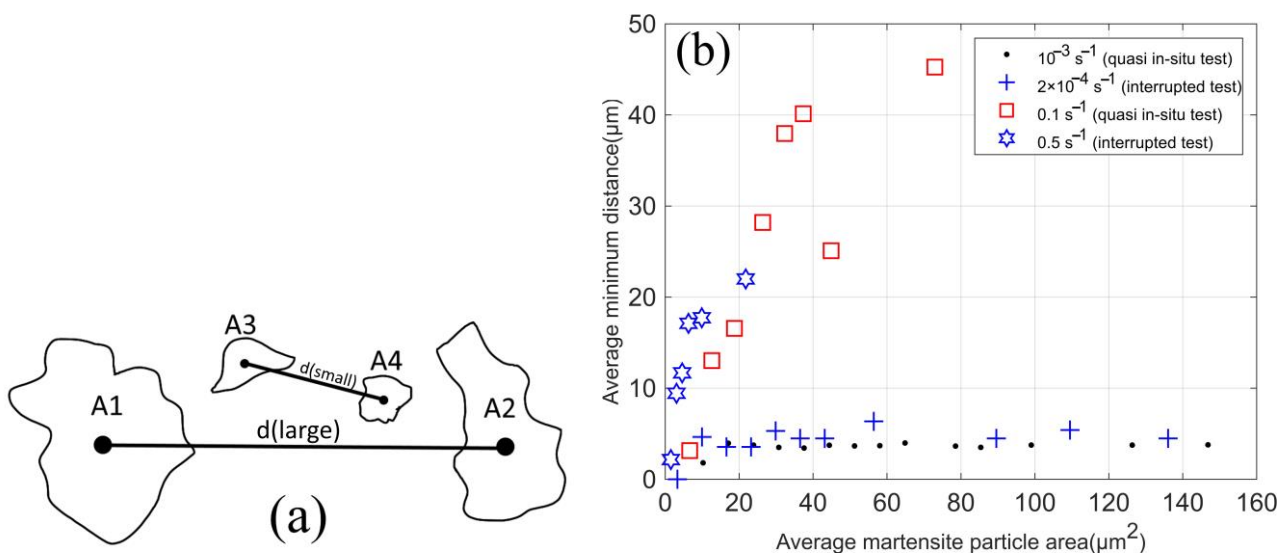 A1
A3
d(small)
A4
A2
d(large)
(a)
(b)
10⁻³ s⁻¹ (quasi in-situ test)
2×10⁻⁴ s⁻¹ (interrupted test)
0.1 s⁻¹ (quasi in-situ test)
0.5 s⁻¹ (interrupted test)
Average minimum distance(μm)
50
40
30
20
10
0
0 20 40 60 80 100 120 140 160
Average martensite particle area(μm²)